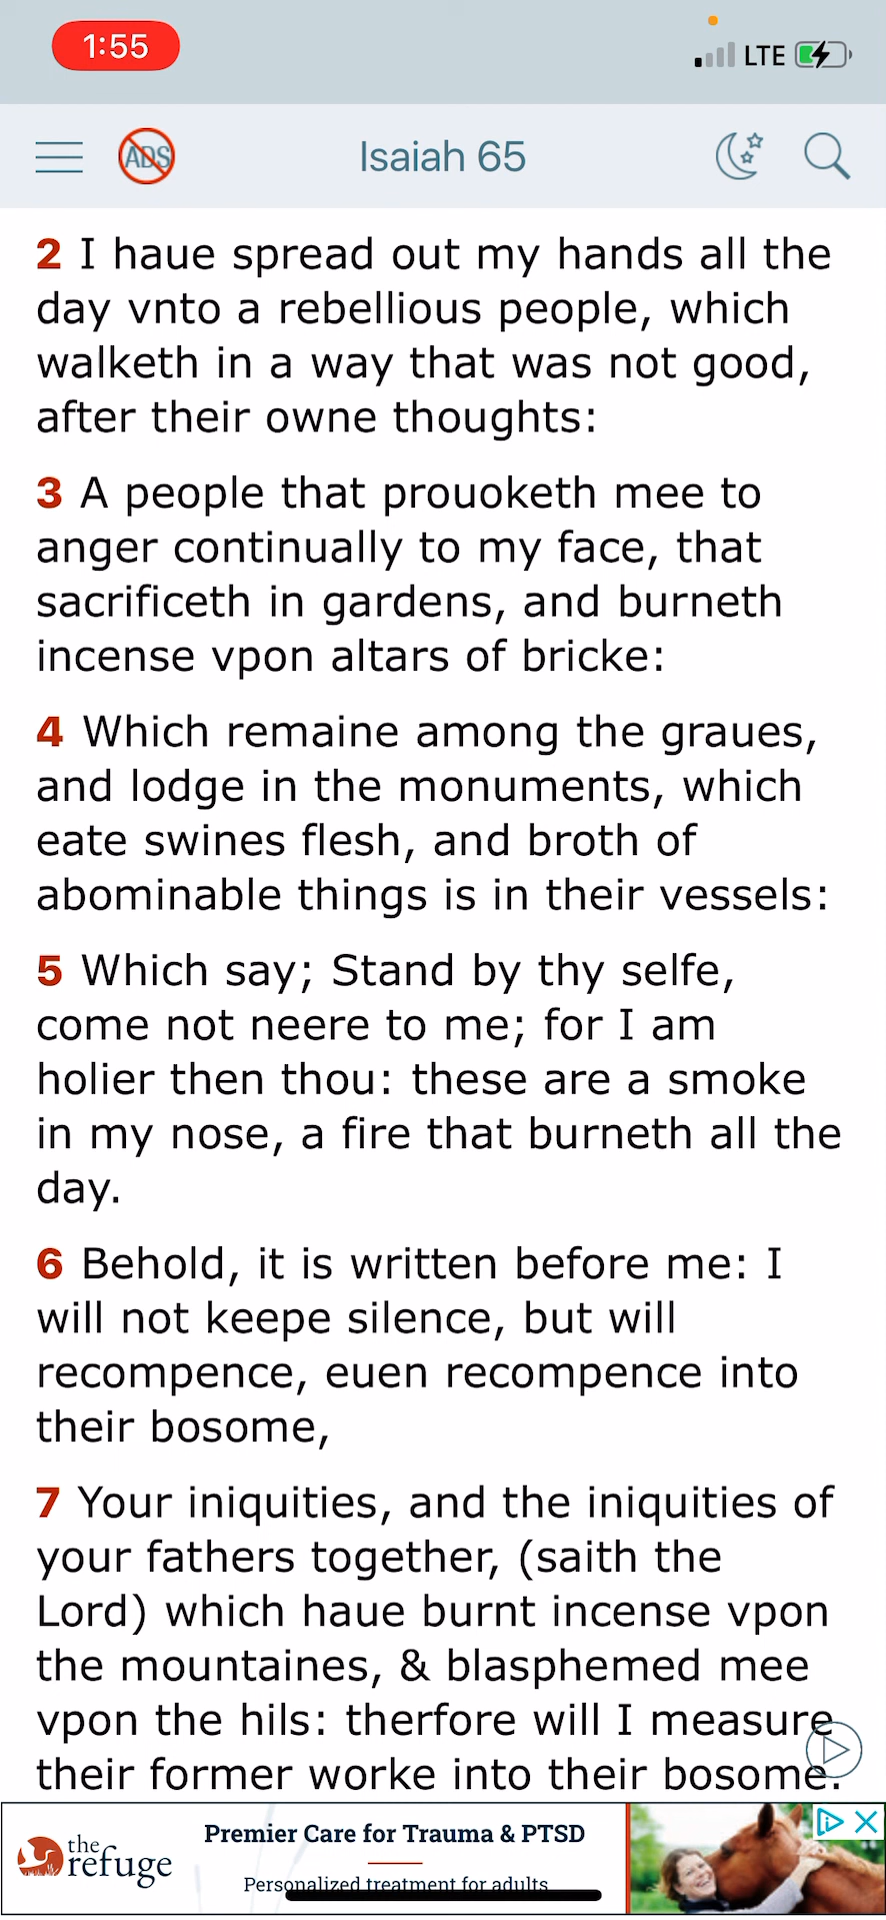 1:55
LTE
ADS
Isaiah 65
2 I haue spread out my hands all the
day vnto a rebellious people, which
walketh in a way that was not good,
after their owne thoughts:
3 A people that prouoketh mee to
anger continually to my face, that
sacrificeth in gardens, and burneth
incense vpon altars of bricke:
4 Which remaine among the graues,
and lodge in the monuments, which
eate swines flesh, and broth of
abominable things is in their vessels:
5 Which say; Stand by thy selfe,
come not neere to me; for I am
holier then thou: these are a smoke
in my nose, a fire that burneth all the
day.
6 Behold, it is written before me: I
will not keepe silence, but will
recompence, euen recompence into
their bosome,
7 Your iniquities, and the iniquities of
your fathers together, (saith the
Lord) which haue burnt incense vpon
the mountaines, & blasphemed mee
vpon the hils: therfore will I measure
their former worke into their bosome.
the
refuge
Premier Care for Trauma & PTSD
Personalized treatment for adults